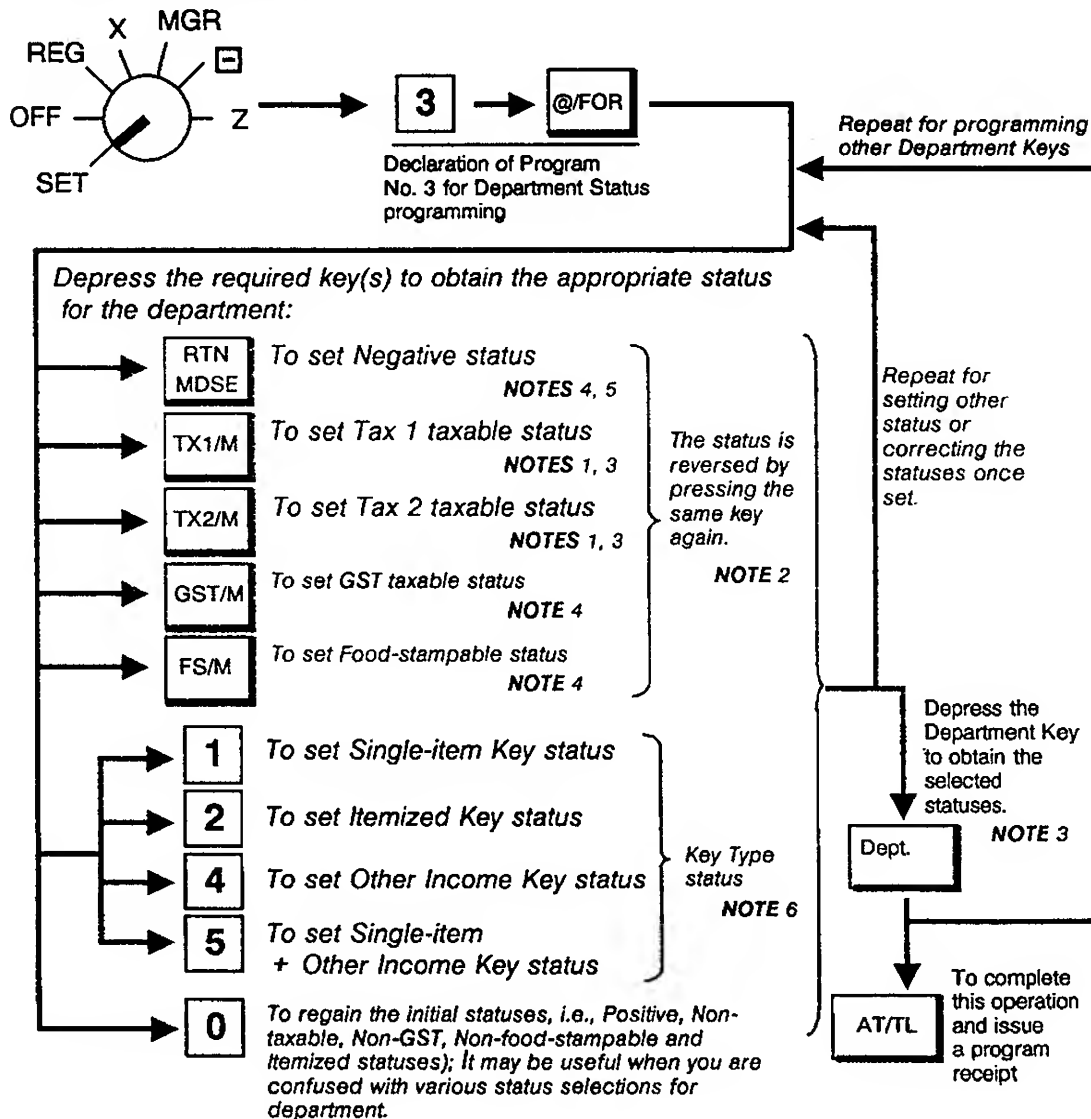 MGR
X
REG
OFF
Z
SET
3
@/FOR
Declaration of Program
No. 3 for Department Status
programming
Repeat for programming
other Department Keys
Depress the required key(s) to obtain the appropriate status
for the department:
RTN
MDSE
To set Negative status
NOTES 4, 5
TX1/M
To set Tax 1 taxable status
NOTES 1, 3
TX2/M
To set Tax 2 taxable status
NOTES 1, 3
GST/M
To set GST taxable status
NOTE 4
FS/M
To set Food-stampable status
NOTE 4
The status is
reversed by
pressing the
same key
again.
NOTE 2
Repeat for
setting other
status or
correcting the
statuses once
set.
1
To set Single-item Key status
2
To set Itemized Key status
4
To set Other Income Key status
5
To set Single-item
+ Other Income Key status
Key Type
status
NOTE 6
0
To regain the initial statuses, i.e., Positive, Non-
taxable, Non-GST, Non-food-stampable and
Itemized statuses); It may be useful when you are
confused with various status selections for
department.
Depress the
Department Key
to obtain the
selected
statuses.
NOTE 3
Dept.
AT/TL
To complete
this operation
and issue
a program
receipt